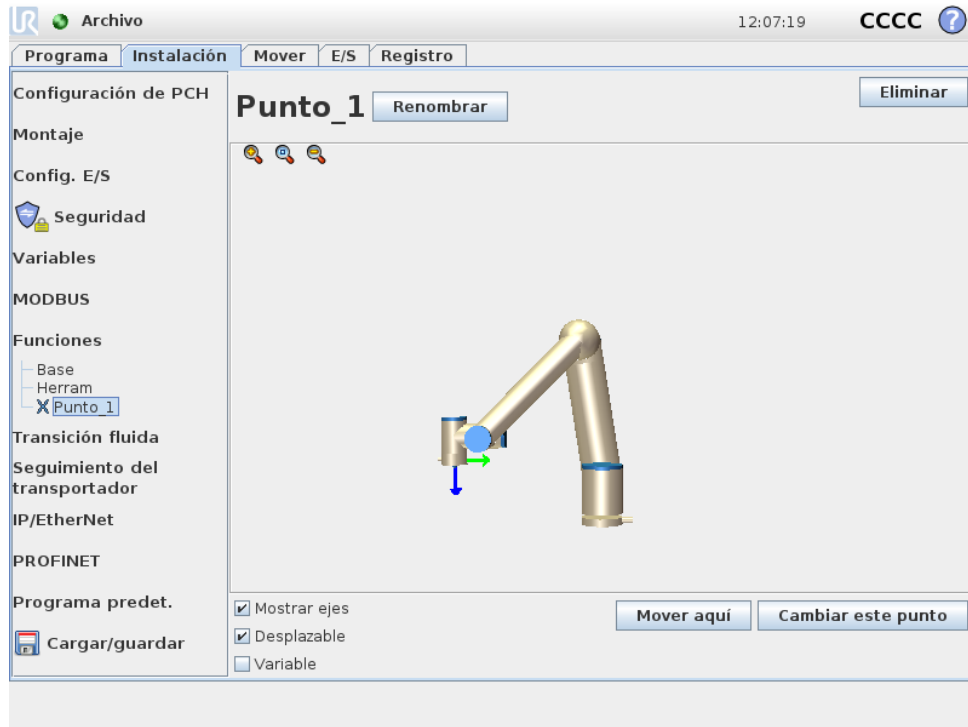 UR Archivo 12:07:19 CCCC ?
Programa Instalación Mover E/S Registro
Configuración de PCH
Montaje
Config. E/S
Seguridad
Variables
MODBUS
Funciones
Base
Herram
Punto_1
Transición fluida
Seguimiento del
transportador
IP/EtherNet
PROFINET
Programa predet.
Cargar/guardar
Punto_1 Renombrar Eliminar
Mostrar ejes
Desplazable
Variable
Mover aquí Cambiar este punto